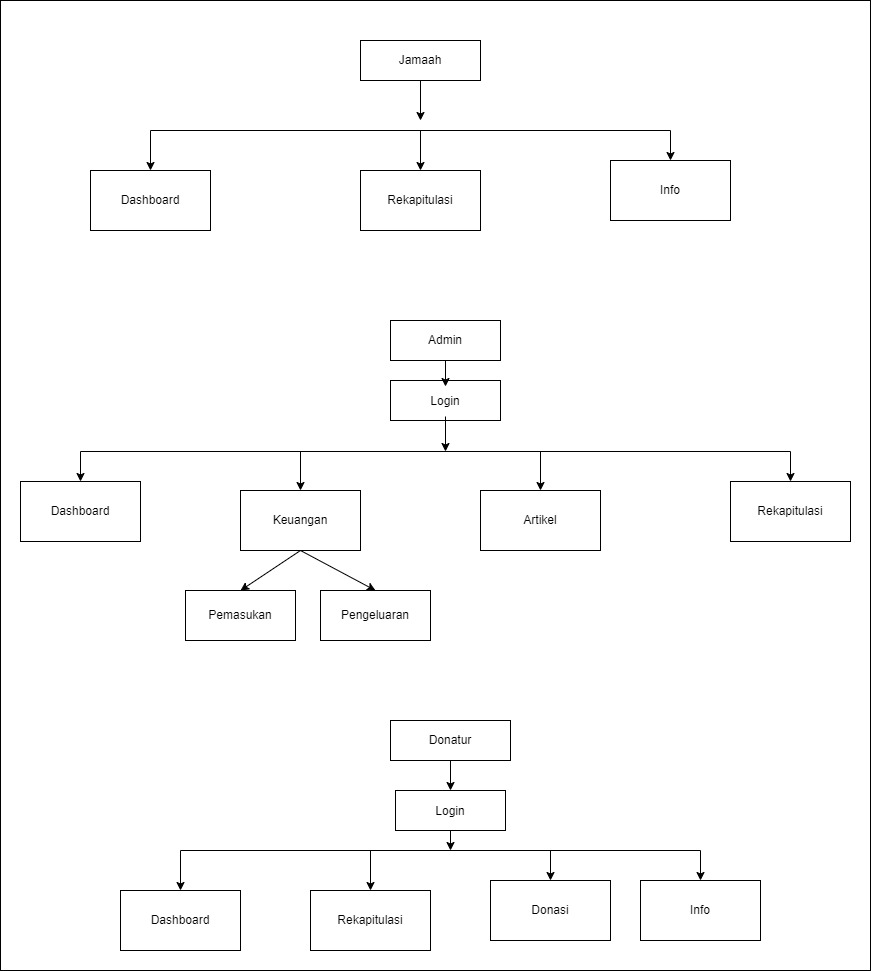 Jamaah
Dashboard
Rekapitulasi
Info
Admin
Login
Dashboard
Keuangan
Artikel
Rekapitulasi
Pemasukan
Pengeluaran
Donatur
Login
Dashboard
Rekapitulasi
Donasi
Info